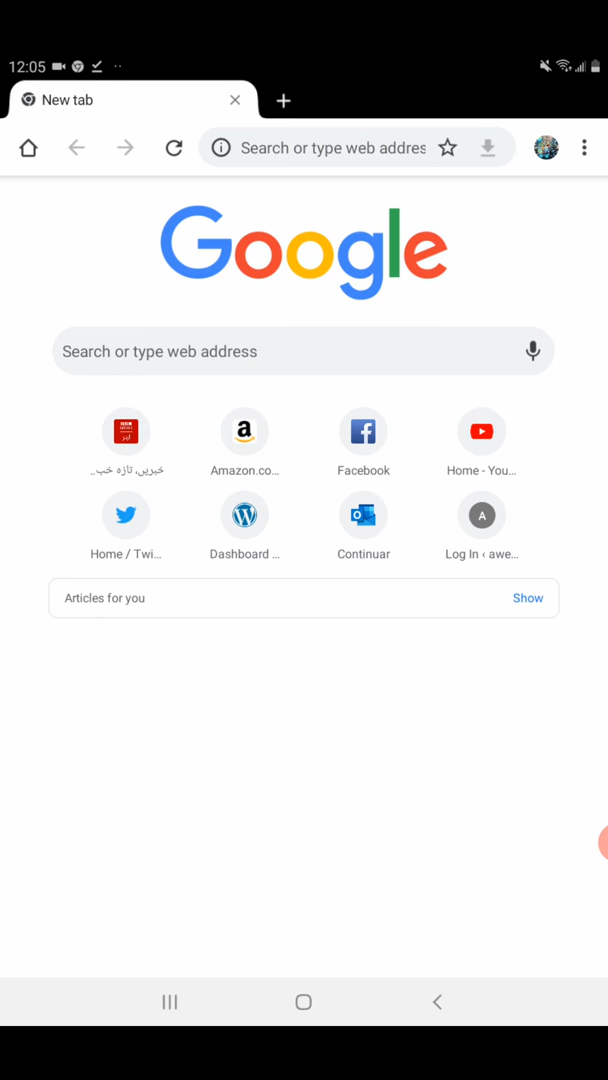 12:05
New tab
Search or type web addres
Google
Search or type web address
خبریں، تازہ خب..
Amazon.co...
Facebook
Home - You...
Home / Twi...
Dashboard ...
Continuar
A
Log In ‹ awe...
Articles for you
Show